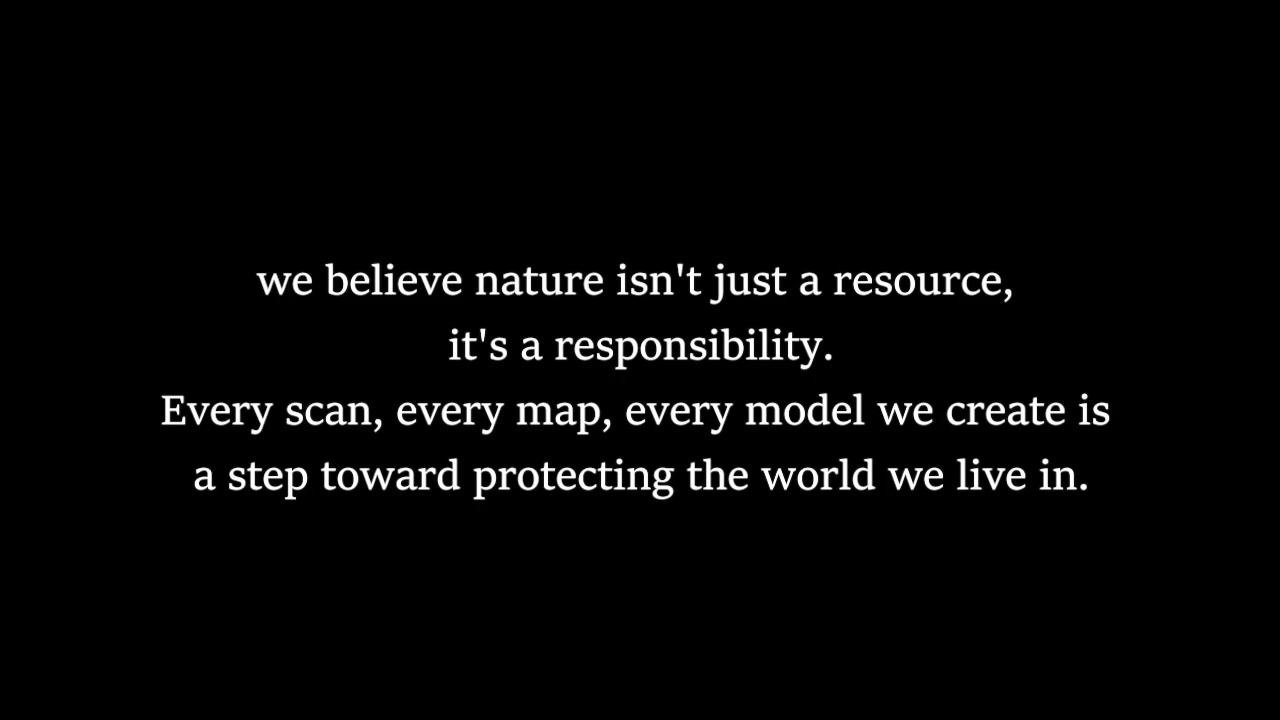 we believe nature isn't just a resource,
it's a responsibility.
Every scan, every map, every model we create is
a step toward protecting the world we live in.